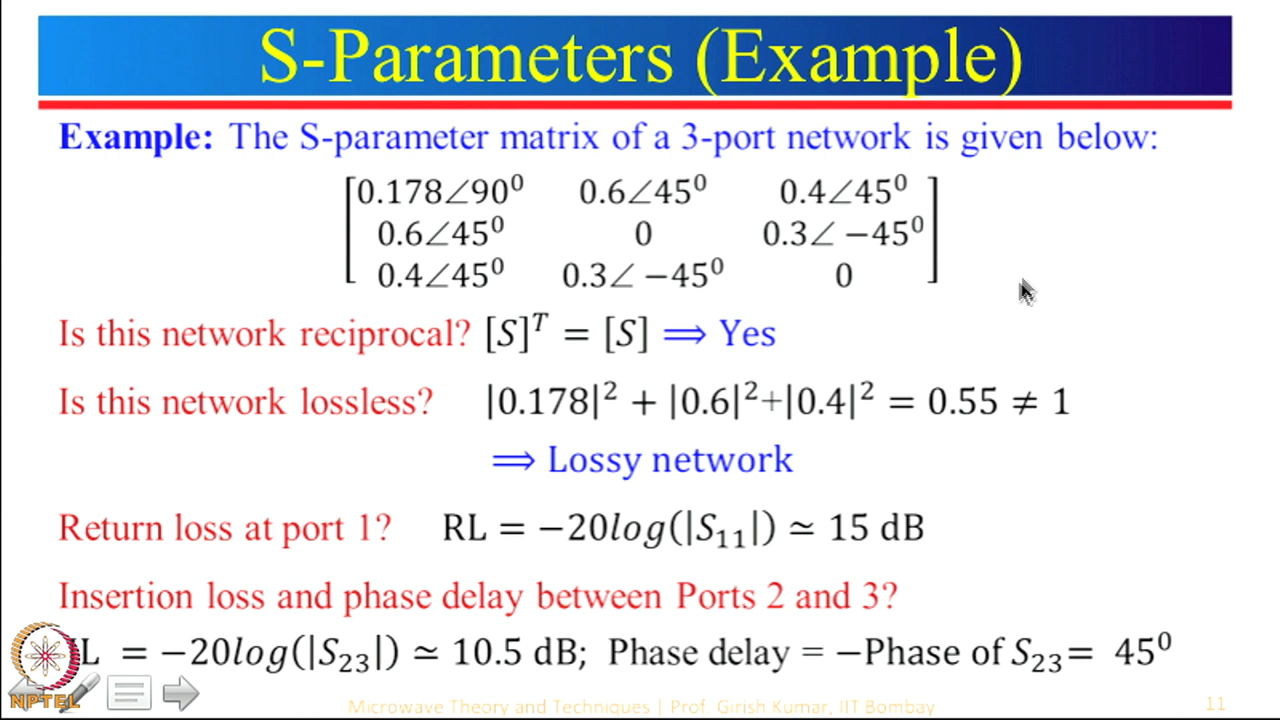 S-Parameters (Example)
Example: The S-parameter matrix of a 3-port network is given below:
[0.178∠90⁰ 0.6∠45⁰ 0.4∠45⁰
0.6∠45⁰ 0 0.3∠ −45⁰
0.4∠45⁰ 0.3∠ −45⁰ 0]
Is this network reciprocal? [S]ᵀ = [S] ⟹ Yes
Is this network lossless? |0.178|² + |0.6|²+|0.4|² = 0.55 ≠ 1
⟹ Lossy network
Return loss at port 1? RL = −20log(|S₁₁|) ≃ 15 dB
Insertion loss and phase delay between Ports 2 and 3?
L = −20log(|S₂₃|) ≃ 10.5 dB; Phase delay = −Phase of S₂₃= 45⁰
NPTEL
Microwave Theory and Techniques | Prof. Girish Kumar, IIT Bombay
11